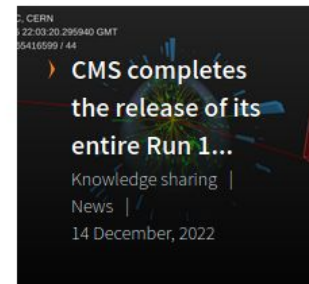 C, CERN
22:03:20.295940 GMT
65416599 / 44
CMS completes
the release of its
entire Run 1...
Knowledge sharing |
News |
14 December, 2022